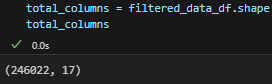 total_columns = filtered_data_df.shape
total_columns
0.0s
(246022, 17)